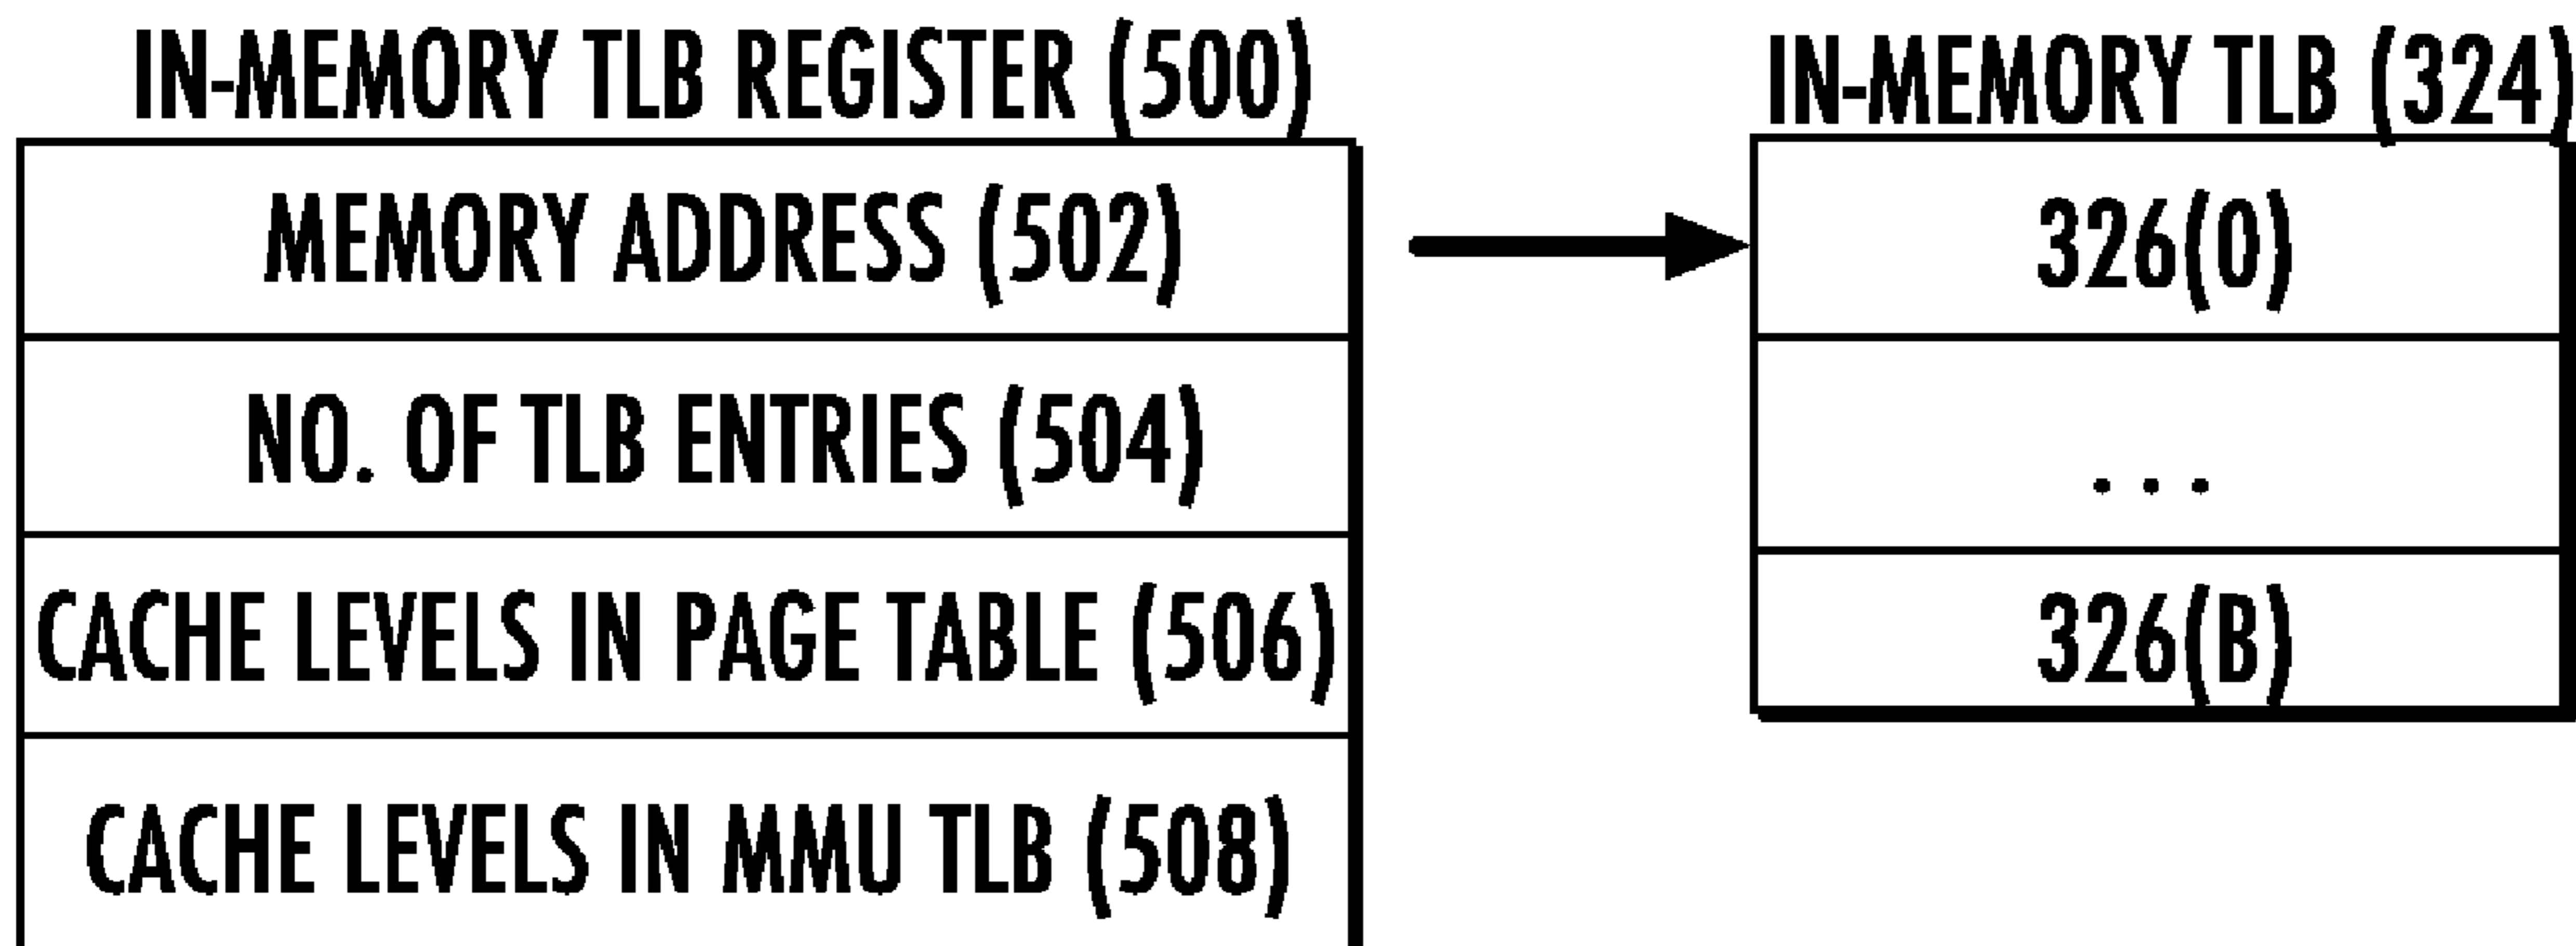 IN-MEMORY TLB REGISTER (500)
MEMORY ADDRESS (502)
NO. OF TLB ENTRIES (504)
CACHE LEVELS IN PAGE TABLE (506)
CACHE LEVELS IN MMU TLB (508)
IN-MEMORY TLB (324)
326(0)
. . .
326(B)